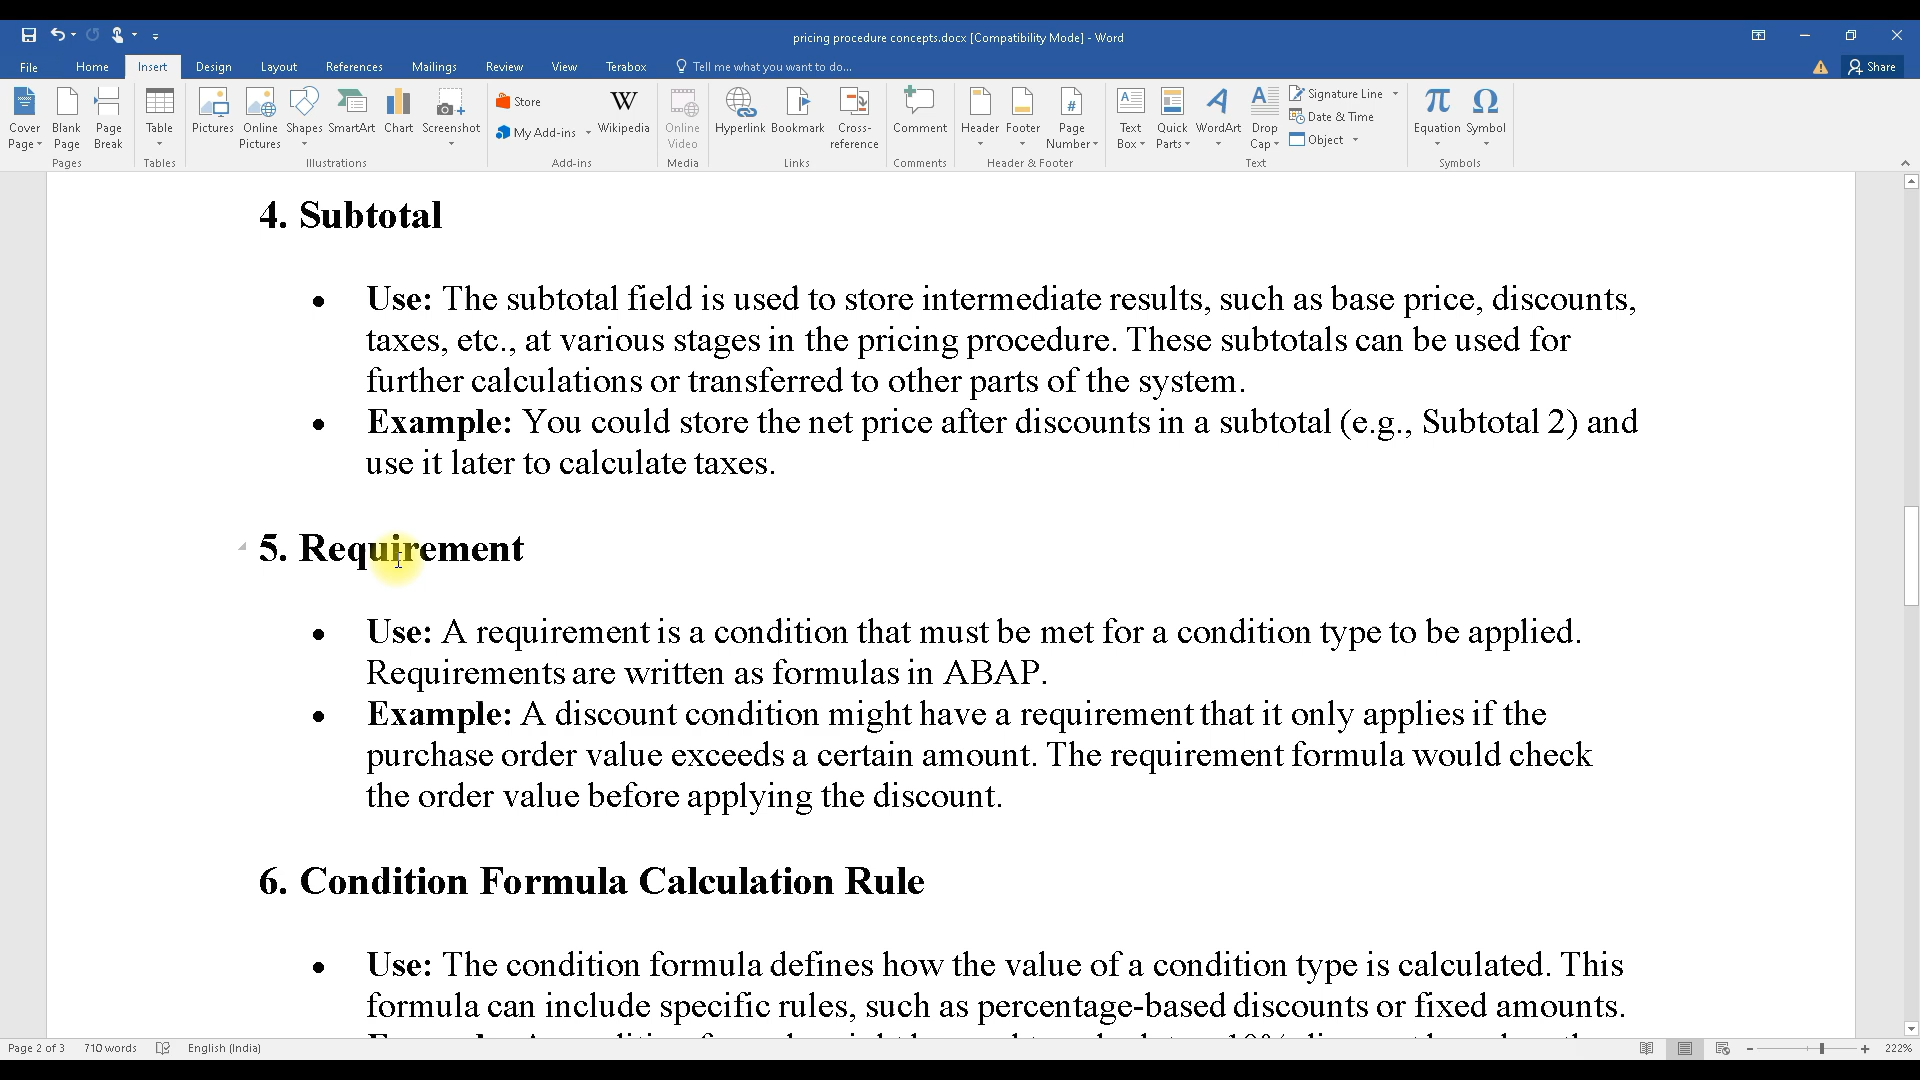 pricing procedure concepts.docx [Compatibility Mode] - Word
File Home Insert Design Layout References Mailings Review View Terabox Tell me what you want to do... Share
Cover Page Blank Page Page Break Table Pictures Online Pictures Shapes SmartArt Chart Screenshot Store My Add-ins Wikipedia Online Video Hyperlink Bookmark Cross-reference Comment Header Footer Page Number Text Box Quick Parts WordArt Drop Cap Signature Line Date & Time Object Equation Symbol
Pages Tables Illustrations Add-ins Media Links Comments Header & Footer Text Symbols
4. Subtotal
• Use: The subtotal field is used to store intermediate results, such as base price, discounts,
taxes, etc., at various stages in the pricing procedure. These subtotals can be used for
further calculations or transferred to other parts of the system.
• Example: You could store the net price after discounts in a subtotal (e.g., Subtotal 2) and
use it later to calculate taxes.
5. Requirement
• Use: A requirement is a condition that must be met for a condition type to be applied.
Requirements are written as formulas in ABAP.
• Example: A discount condition might have a requirement that it only applies if the
purchase order value exceeds a certain amount. The requirement formula would check
the order value before applying the discount.
6. Condition Formula Calculation Rule
• Use: The condition formula defines how the value of a condition type is calculated. This
formula can include specific rules, such as percentage-based discounts or fixed amounts.
Page 2 of 3 710 words English (India) 222%